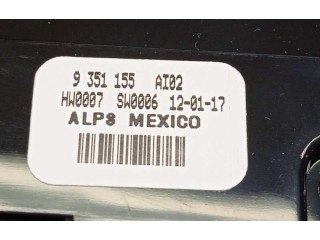 9 351 155 AI02
HW0007 SW0006 12-01-17
ALPS MEXICO